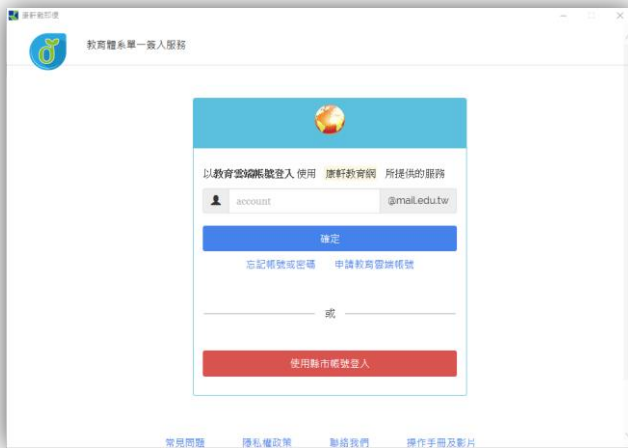 康軒輕鬆便
教育體系單一簽入服務
以教育雲端帳號登入 使用 康軒教育網 所提供的服務
account @mail.edu.tw
確定
忘記帳號或密碼 申請教育雲端帳號
或
使用縣市帳號登入
常見問題 隱私權政策 聯絡我們 操作手冊及影片